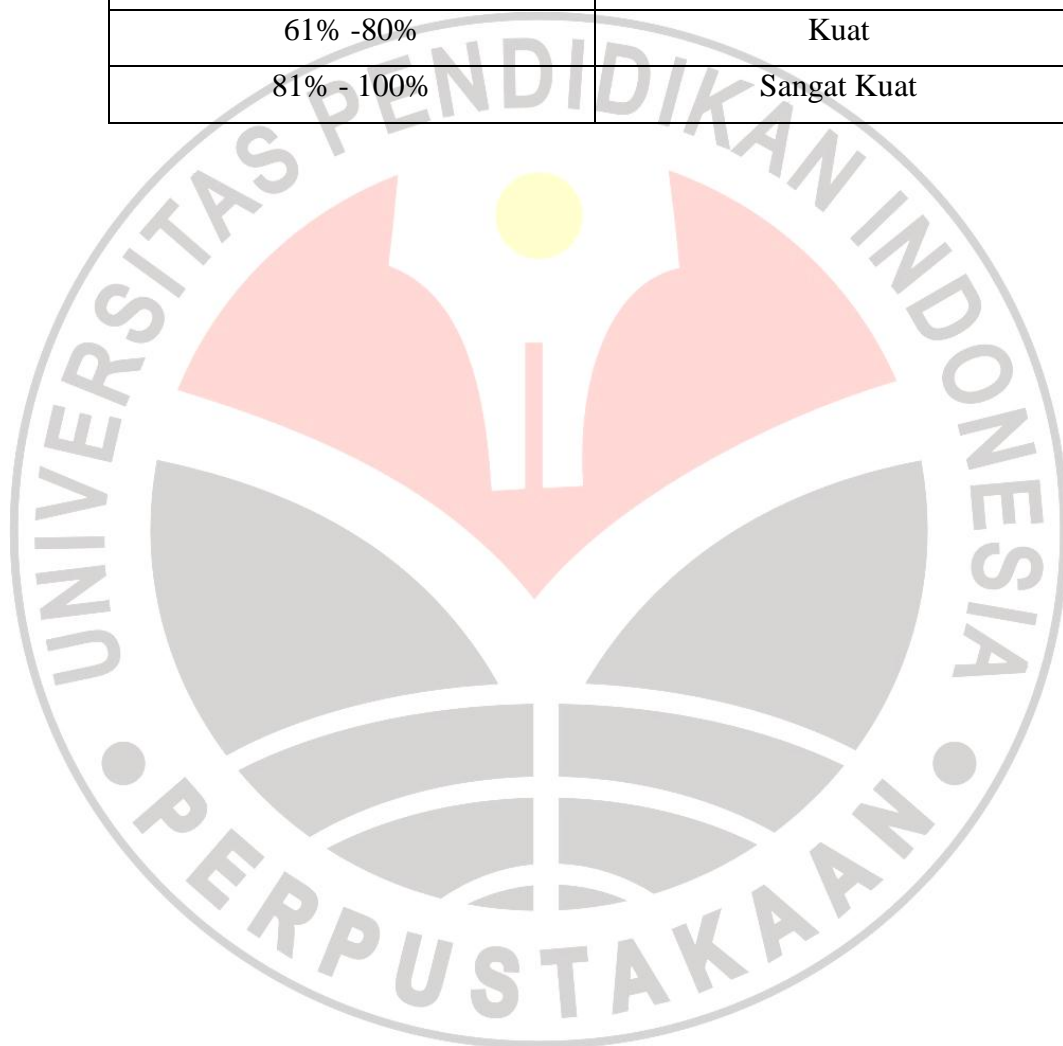 61% -80% Kuat
81% - 100% Sangat Kuat
UNIVERSITAS PENDIDIKAN INDONESIA
PERPUSTAKAAN